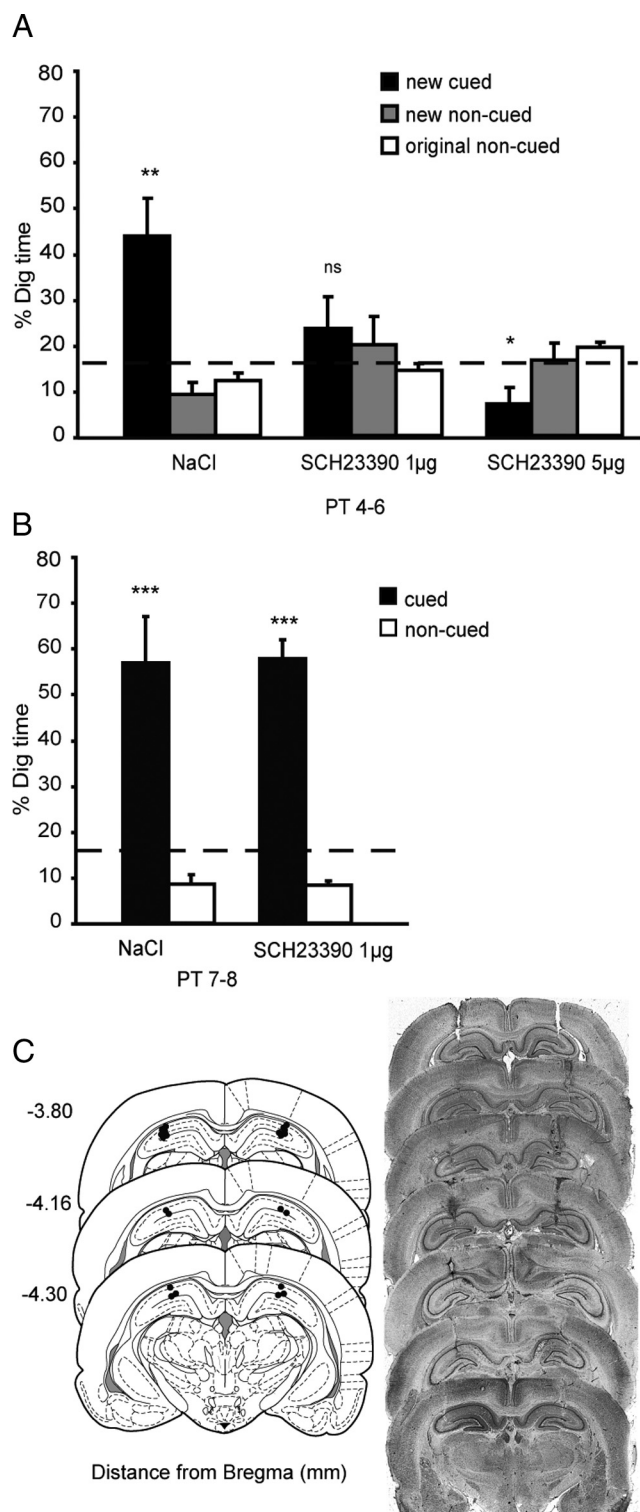 A
80
70
60
50
40
30
20
10
0
% Dig time
new cued
new non-cued
original non-cued
**
ns
*
NaCl
SCH23390 1µg
SCH23390 5µg
PT 4-6
B
80
70
60
50
40
30
20
10
0
% Dig time
cued
non-cued
***
***
NaCl
SCH23390 1µg
PT 7-8
C
-3.80
-4.16
-4.30
Distance from Bregma (mm)